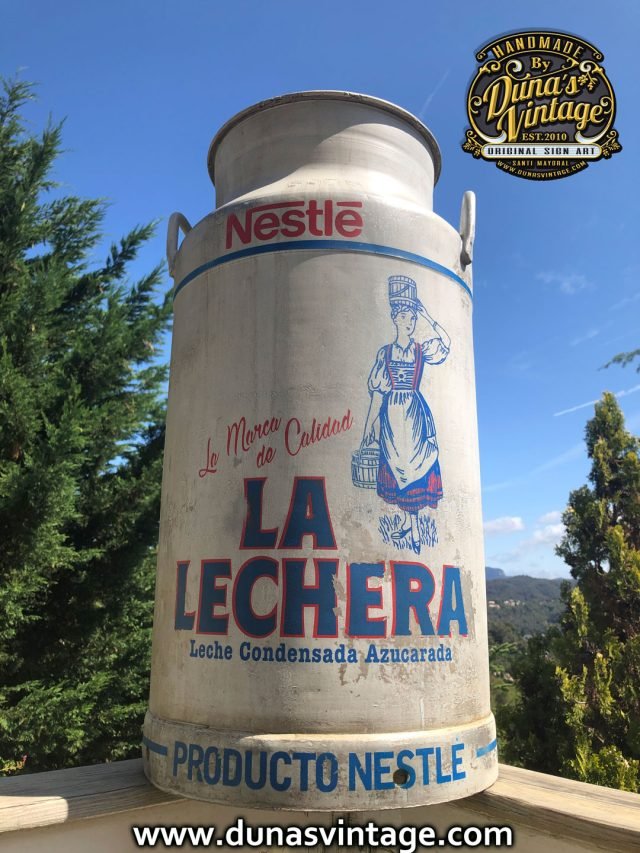 HANDMADE
By
Duna's
Vintage
EST.2010
ORIGINAL SIGN ART
SANTI MAYORAL
WWW.DUNASVINTAGE.COM
Nestlé
La Marca
de Calidad
LA
LECHERA
Leche Condensada Azucarada
PRODUCTO NESTLÉ
www.dunasvintage.com